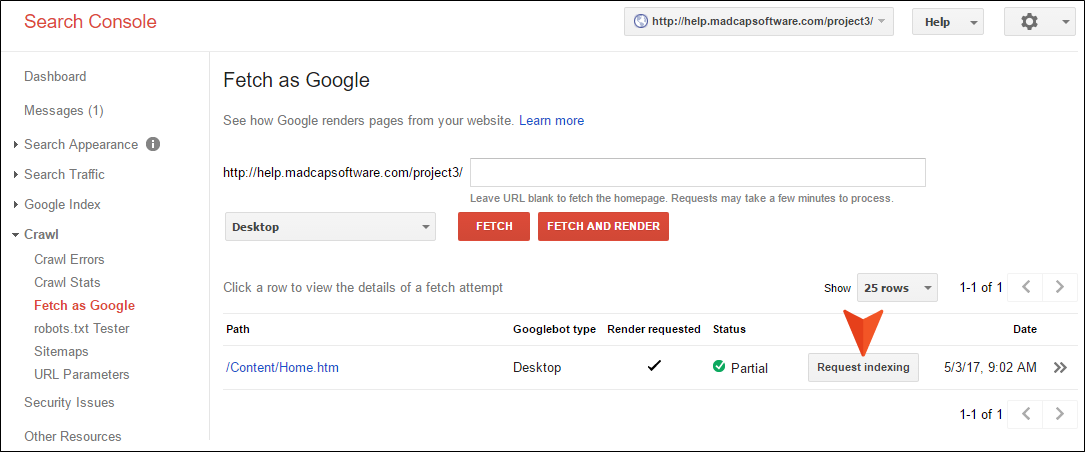 Search Console
http://help.madcapsoftware.com/project3/
Help
Dashboard
Messages (1)
Search Appearance
Search Traffic
Google Index
Crawl
Crawl Errors
Crawl Stats
Fetch as Google
robots.txt Tester
Sitemaps
URL Parameters
Security Issues
Other Resources
Fetch as Google
See how Google renders pages from your website. Learn more
http://help.madcapsoftware.com/project3/
Leave URL blank to fetch the homepage. Requests may take a few minutes to process.
Desktop FETCH FETCH AND RENDER
Click a row to view the details of a fetch attempt Show 25 rows 1-1 of 1
Path Googlebot type Render requested Status Date
/Content/Home.htm Desktop Partial Request indexing 5/3/17, 9:02 AM
1-1 of 1